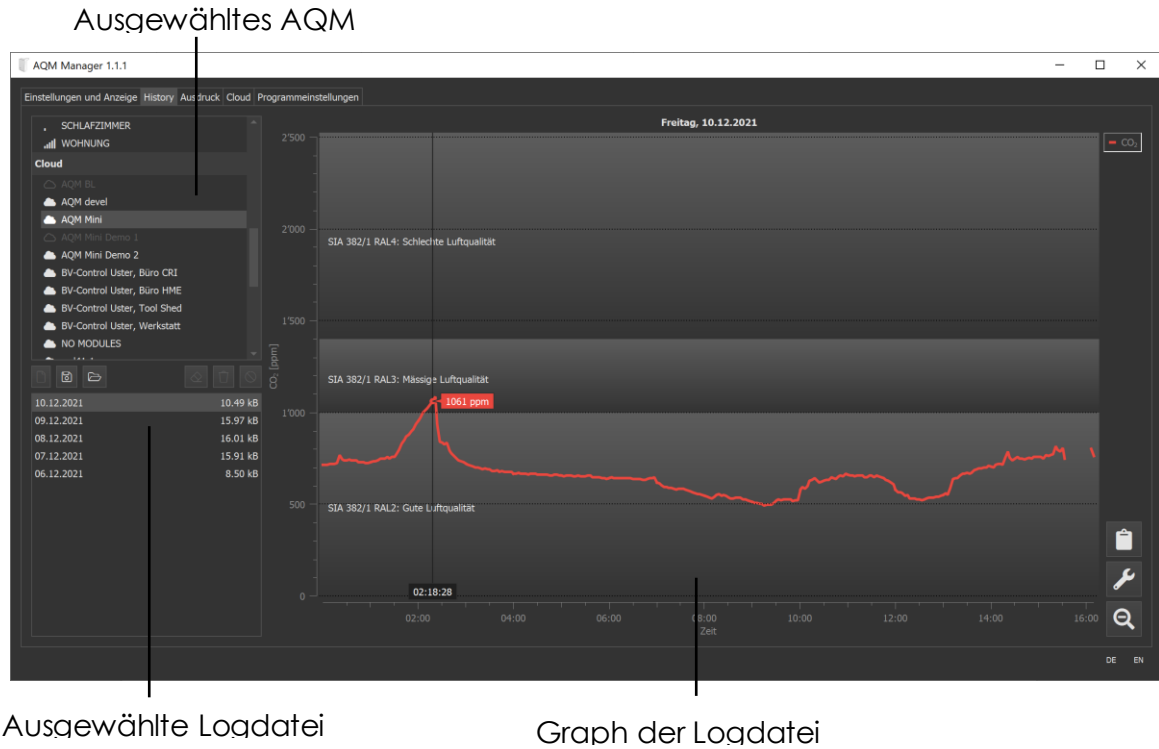 Ausgewähltes AQM
AQM Manager 1.1.1
Einstellungen und Anzeige History Ausdruck Cloud Programmeinstellungen
SCHLAFZIMMER
WOHNUNG
Cloud
AQM BL
AQM devel
AQM Mini
AQM Mini Demo 1
AQM Mini Demo 2
BV-Control Uster, Büro CRI
BV-Control Uster, Büro HME
BV-Control Uster, Tool Shed
BV-Control Uster, Werkstatt
NO MODULES
10.12.2021 10.49 kB
09.12.2021 15.97 kB
08.12.2021 16.01 kB
07.12.2021 15.91 kB
06.12.2021 8.50 kB
Freitag, 10.12.2021
CO₂
CO₂ [ppm]
2'500
2'000
1'500
1'000
500
0
SIA 382/1 RAL4: Schlechte Luftqualität
SIA 382/1 RAL3: Mässige Luftqualität
1061 ppm
SIA 382/1 RAL2: Gute Luftqualität
02:18:28
02:00 04:00 06:00 08:00 10:00 12:00 14:00 16:00
Zeit
DE EN
Ausgewählte Logdatei
Graph der Logdatei